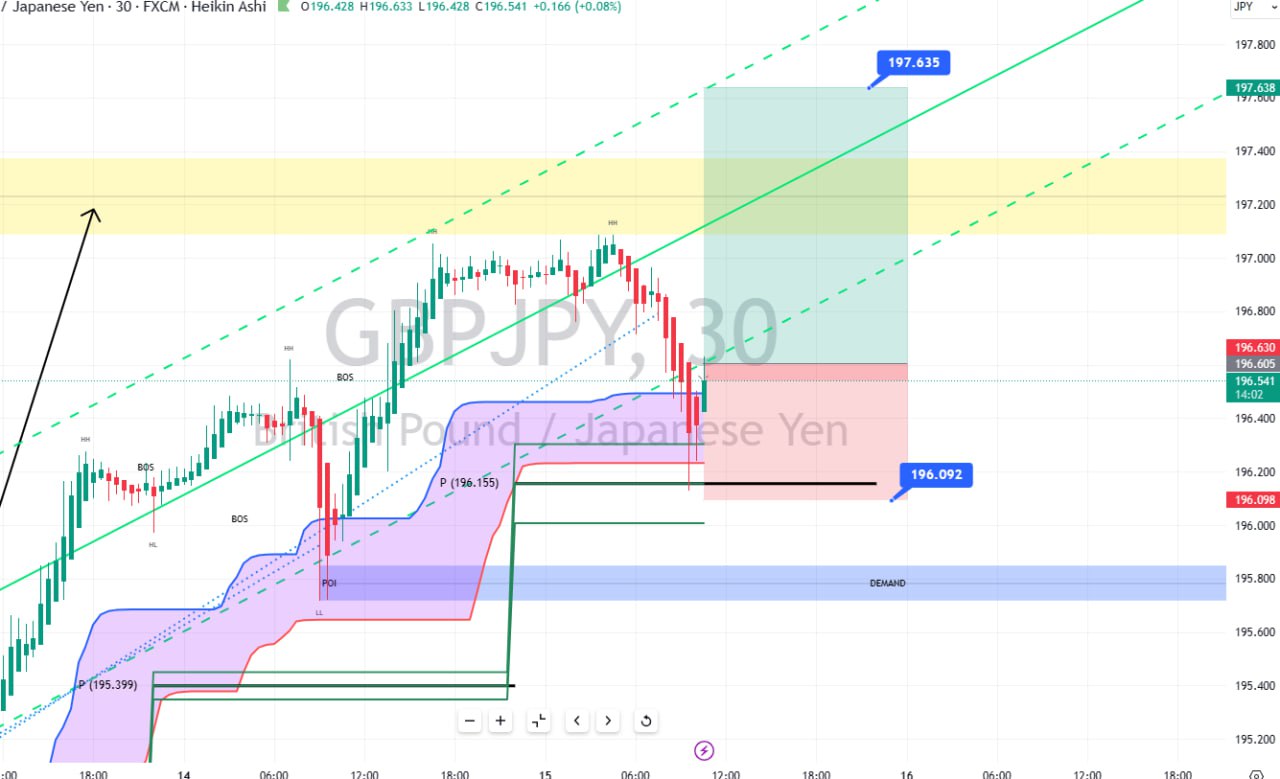 / Japanese Yen · 30 · FXCM · Heikin Ashi O196.428 H196.633 L196.428 C196.541 +0.166 (+0.08%)
JPY
197.800
197.635
197.638
197.600
197.400
197.200
HH
HH
197.000
GBPJPY, 30
196.800
HH
196.630
196.605
BOS
196.541
14:02
British Pound / Japanese Yen
196.400
HH
BOS
196.092
P (196.155)
196.200
196.098
BOS
196.000
HL
POI
DEMAND
195.800
LL
195.600
P (195.399)
195.400
195.200
:00
18:00
14
06:00
12:00
18:00
15
06:00
12:00
18:00
16
06:00
12:00
18:00